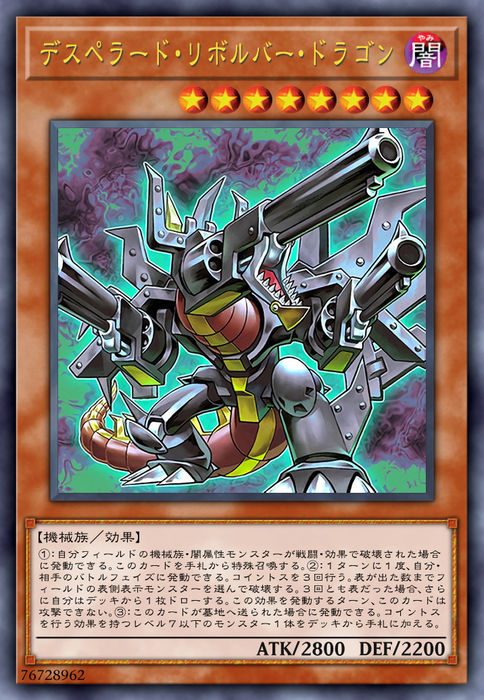 デスペラード・リボルバー・ドラゴン
やみ
闇
【機械族／効果】
①：自分フィールドの機械族・闇属性モンスターが戦闘・効果で破壊された場合
に発動できる。このカードを手札から特殊召喚する。②：１ターンに１度、自分・
相手のバトルフェイズに発動できる。コイントスを３回行う。表が出た数までフ
ィールドの表側表示モンスターを選んで破壊する。３回とも表だった場合、さら
に自分はデッキから１枚ドローする。この効果を発動するターン、このカードは
攻撃できない。③：このカードが墓地へ送られた場合に発動できる。コイントス
を行う効果を持つレベル７以下のモンスター１体をデッキから手札に加える。
ATK/2800 DEF/2200
76728962